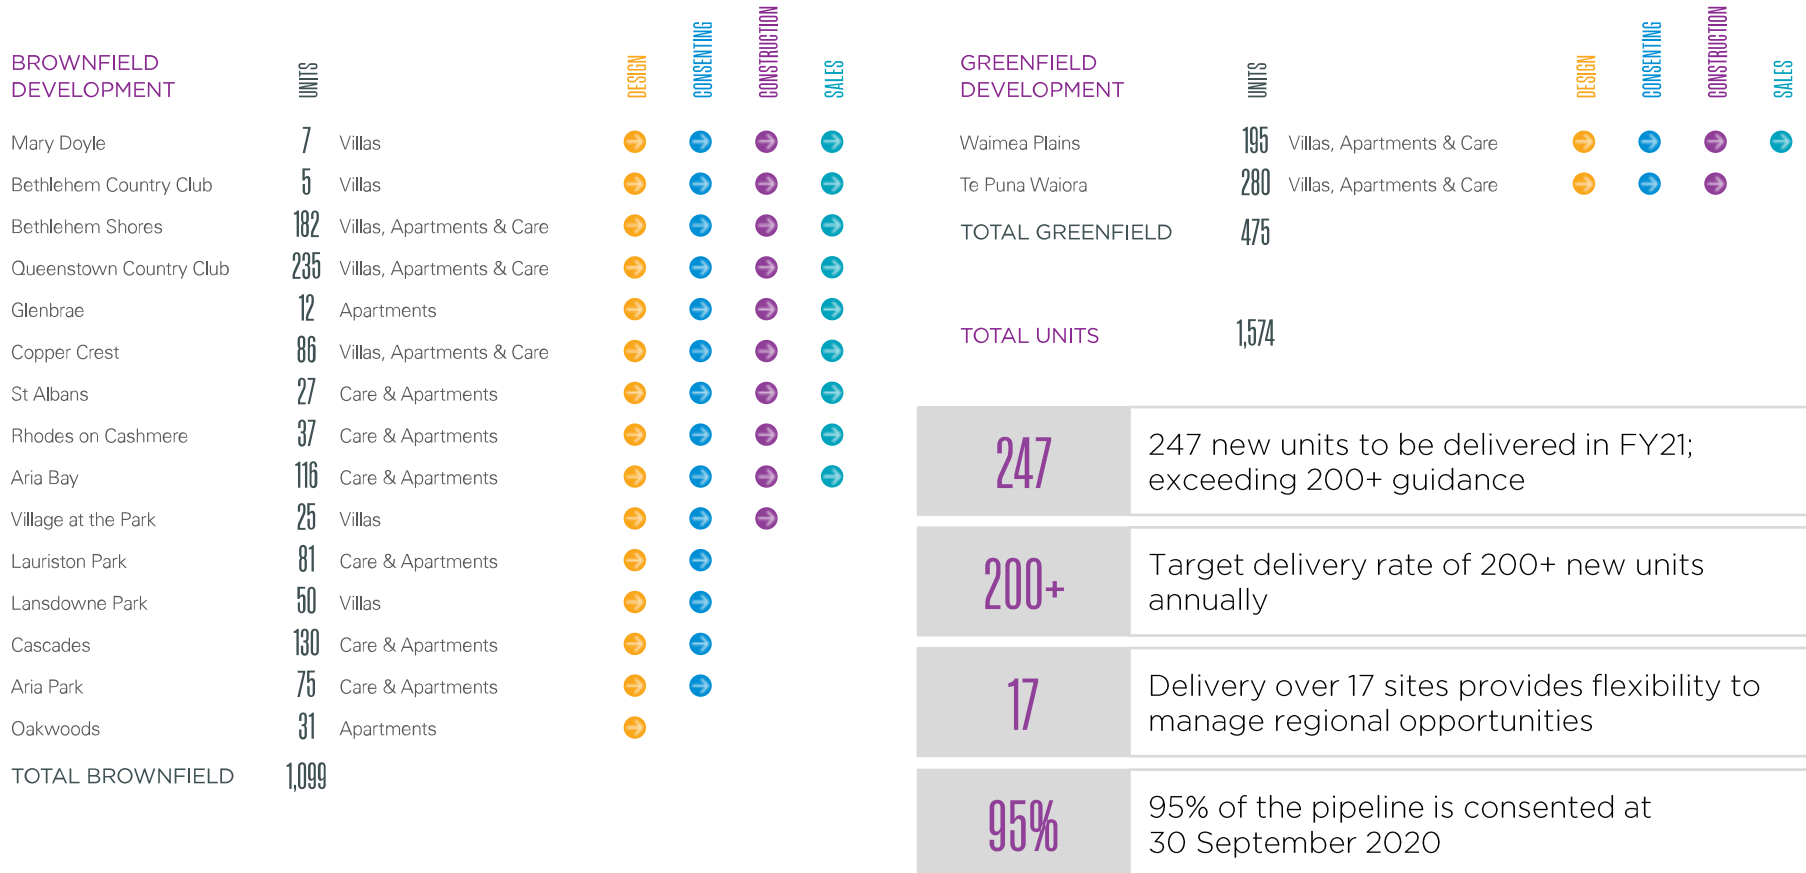 BROWNFIELD
DEVELOPMENT
UNITS
DESIGN
CONSENTING
CONSTRUCTION
SALES
Mary Doyle 7 Villas
Bethlehem Country Club 5 Villas
Bethlehem Shores 182 Villas, Apartments & Care
Queenstown Country Club 235 Villas, Apartments & Care
Glenbrae 12 Apartments
Copper Crest 86 Villas, Apartments & Care
St Albans 27 Care & Apartments
Rhodes on Cashmere 37 Care & Apartments
Aria Bay 116 Care & Apartments
Village at the Park 25 Villas
Lauriston Park 81 Care & Apartments
Lansdowne Park 50 Villas
Cascades 130 Care & Apartments
Aria Park 75 Care & Apartments
Oakwoods 31 Apartments
TOTAL BROWNFIELD 1,099
GREENFIELD
DEVELOPMENT
UNITS
DESIGN
CONSENTING
CONSTRUCTION
SALES
Waimea Plains 195 Villas, Apartments & Care
Te Puna Waiora 280 Villas, Apartments & Care
TOTAL GREENFIELD 475
TOTAL UNITS 1,574
247
247 new units to be delivered in FY21;
exceeding 200+ guidance
200+
Target delivery rate of 200+ new units
annually
17
Delivery over 17 sites provides flexibility to
manage regional opportunities
95%
95% of the pipeline is consented at
30 September 2020